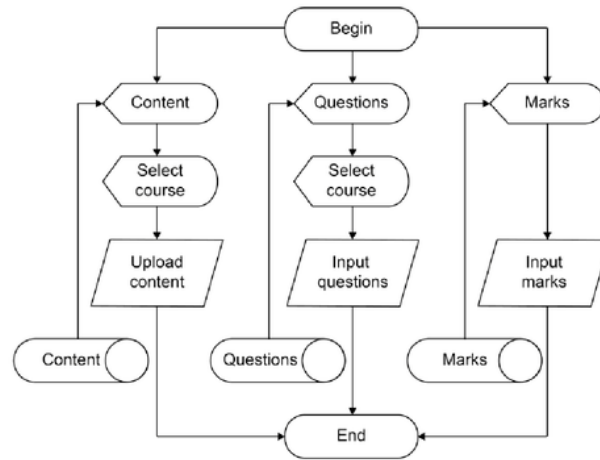 Begin
Content
Questions
Marks
Select
course
Select
course
Upload
content
Input
questions
Input
marks
Content
Questions
Marks
End